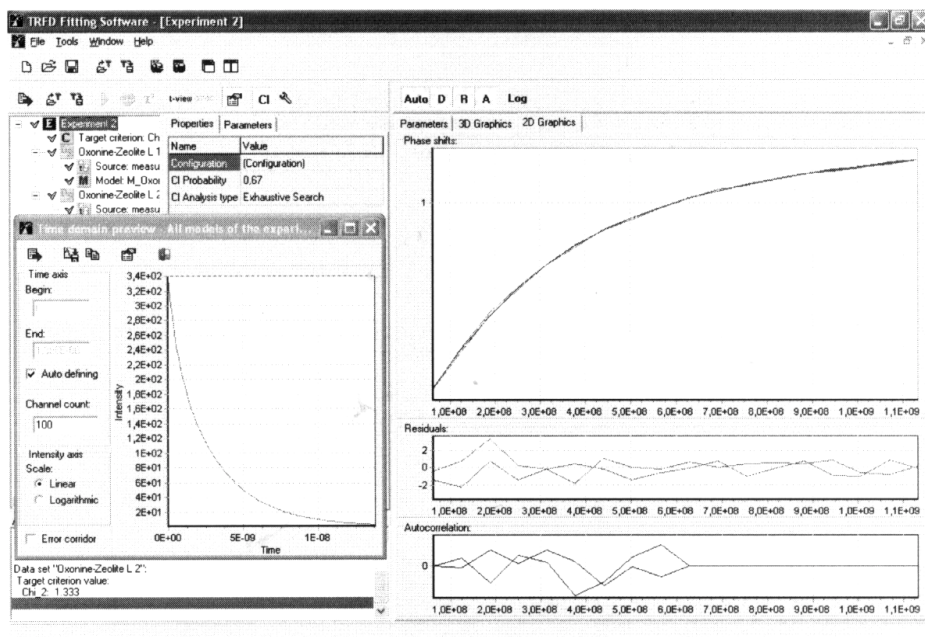 TRFD Fitting Software - [Experiment 2]
File Tools Window Help
t-view
CI
Experiment 2
Target criterion: Ch
Oxonine-Zeolite L 1
Source: measu
Model: M_Oxoi
Oxonine-Zeolite L 2
Source: measu
Properties Parameters
Name Value
Configuration (Configuration)
CI Probability 0,67
CI Analysis type Exhaustive Search
Time domain preview - All models of the experi...
Time axis
Begin:
End:
Auto defining
Channel count:
100
Intensity axis
Scale:
Linear
Logarithmic
Error corridor
Intensity
3,4E+02
3,2E+02
3E+02
2,8E+02
2,6E+02
2,4E+02
2,2E+02
2E+02
1,8E+02
1,6E+02
1,4E+02
1,2E+02
1E+02
8E+01
6E+01
4E+01
2E+01
0E+00 5E-09 1E-08
Time
Data set "Oxonine-Zeolite L 2":
Target criterion value:
Chi_2: 1.333
Auto D R A Log
Parameters 3D Graphics 2D Graphics
Phase shifts:
1
1,0E+08 2,0E+08 3,0E+08 4,0E+08 5,0E+08 6,0E+08 7,0E+08 8,0E+08 9,0E+08 1,0E+09 1,1E+09
Residuals:
2
0
-2
1,0E+08 2,0E+08 3,0E+08 4,0E+08 5,0E+08 6,0E+08 7,0E+08 8,0E+08 9,0E+08 1,0E+09 1,1E+09
Autocorrelation:
0
1,0E+08 2,0E+08 3,0E+08 4,0E+08 5,0E+08 6,0E+08 7,0E+08 8,0E+08 9,0E+08 1,0E+09 1,1E+09